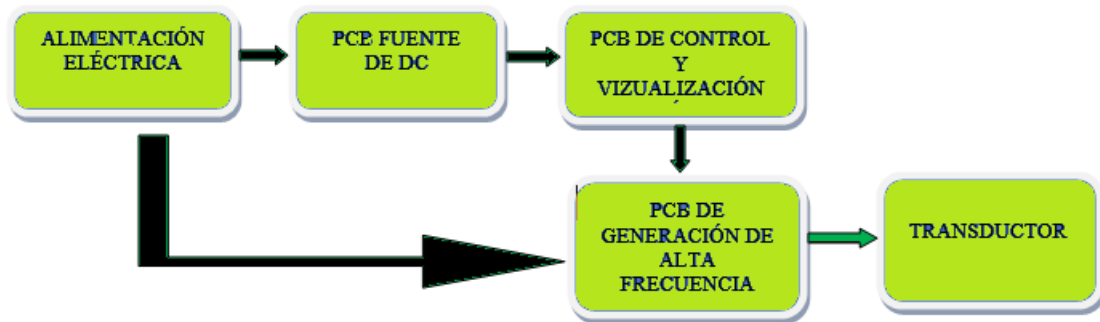 ALIMENTACIÓN
ELÉCTRICA
PCB FUENTE
DE DC
PCB DE CONTROL
Y
VIZUALIZACIÓN
PCB DE
GENERACIÓN DE
ALTA
FRECUENCIA
TRANSDUCTOR